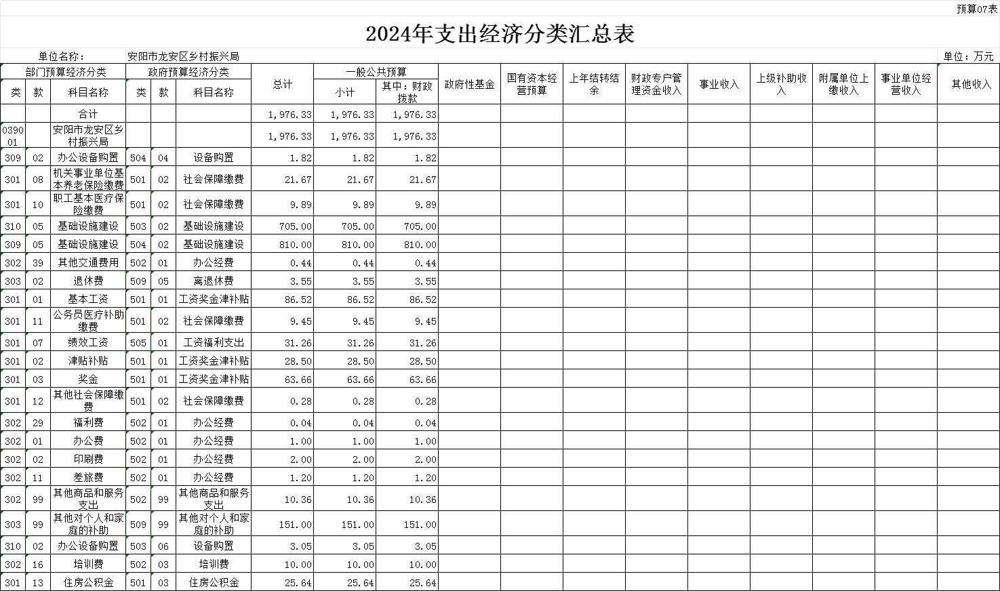 预算07表
2024年支出经济分类汇总表
单位名称： 安阳市龙安区乡村振兴局 单位：万元
部门预算经济分类 政府预算经济分类 总计 一般公共预算 政府性基金 国有资本经营预算 上年结转结余 财政专户管理资金收入 事业收入 上级补助收入 附属单位上缴收入 事业单位经营收入 其他收入
类 款 科目名称 类 款 科目名称 小计 其中：财政拨款
合计 1,976.33 1,976.33 1,976.33
039001 安阳市龙安区乡村振兴局 1,976.33 1,976.33 1,976.33
309 02 办公设备购置 504 04 设备购置 1.82 1.82 1.82
301 08 机关事业单位基本养老保险缴费 501 02 社会保障缴费 21.67 21.67 21.67
301 10 职工基本医疗保险缴费 501 02 社会保障缴费 9.89 9.89 9.89
310 05 基础设施建设 503 02 基础设施建设 705.00 705.00 705.00
309 05 基础设施建设 504 02 基础设施建设 810.00 810.00 810.00
302 39 其他交通费用 502 01 办公经费 0.44 0.44 0.44
303 02 退休费 509 05 离退休费 3.55 3.55 3.55
301 01 基本工资 501 01 工资奖金津补贴 86.52 86.52 86.52
301 11 公务员医疗补助缴费 501 02 社会保障缴费 9.45 9.45 9.45
301 07 绩效工资 505 01 工资福利支出 31.26 31.26 31.26
301 02 津贴补贴 501 01 工资奖金津补贴 28.50 28.50 28.50
301 03 奖金 501 01 工资奖金津补贴 63.66 63.66 63.66
301 12 其他社会保障缴费 501 02 社会保障缴费 0.28 0.28 0.28
302 29 福利费 502 01 办公经费 0.04 0.04 0.04
302 01 办公费 502 01 办公经费 1.00 1.00 1.00
302 02 印刷费 502 01 办公经费 2.00 2.00 2.00
302 11 差旅费 502 01 办公经费 1.20 1.20 1.20
302 99 其他商品和服务支出 502 99 其他商品和服务支出 10.36 10.36 10.36
303 99 其他对个人和家庭的补助 509 99 其他对个人和家庭的补助 151.00 151.00 151.00
310 02 办公设备购置 503 06 设备购置 3.05 3.05 3.05
302 16 培训费 502 03 培训费 10.00 10.00 10.00
301 13 住房公积金 501 03 住房公积金 25.64 25.64 25.64